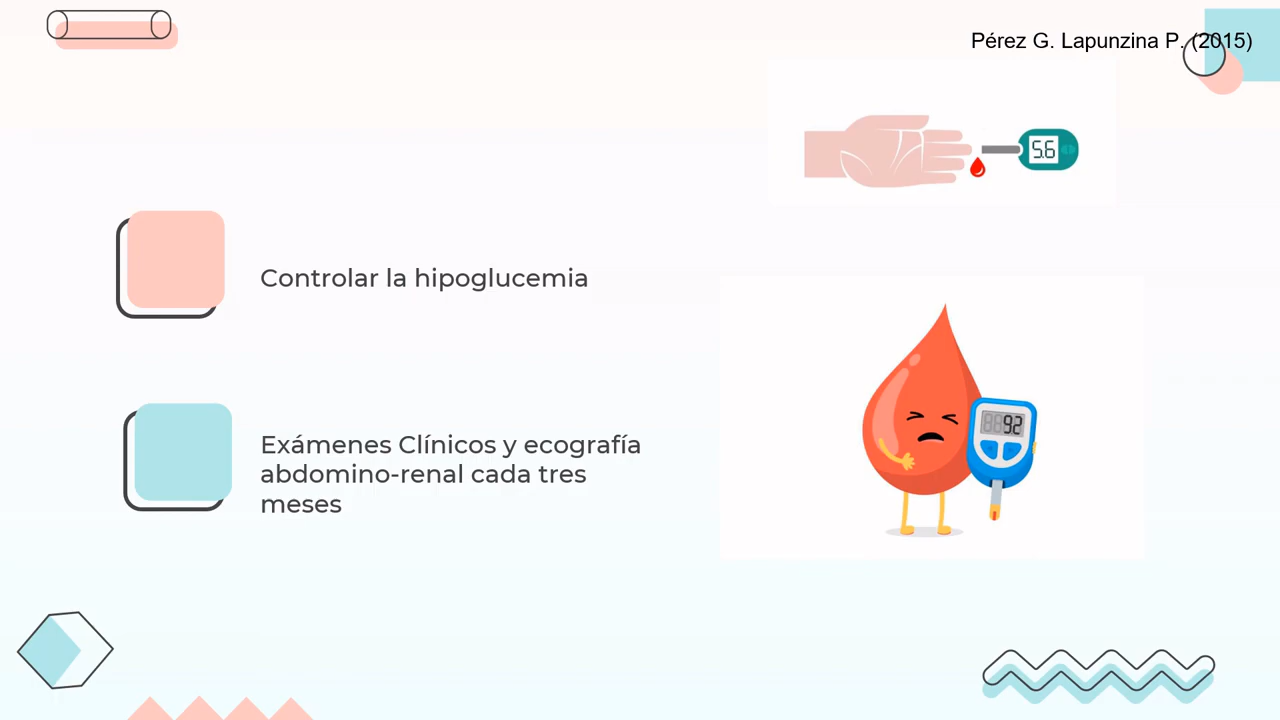 Pérez G. Lapunzina P. (2015)
5.6
Controlar la hipoglucemia
92
Exámenes Clínicos y ecografía
abdomino-renal cada tres
meses